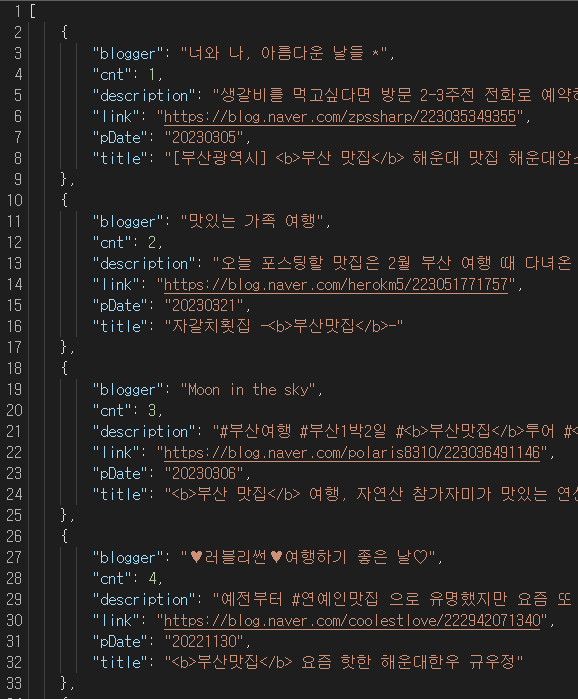 1 [
2 {
3 "blogger": "너와 나, 아름다운 날들 *",
4 "cnt": 1,
5 "description": "생갈비를 먹고싶다면 방문 2-3주전 전화로 예약하
6 "link": "https://blog.naver.com/zpssharp/223035349355",
7 "pDate": "20230305",
8 "title": "[부산광역시] <b>부산 맛집</b> 해운대 맛집 해운대암소
9 },
10 {
11 "blogger": "맛있는 가족 여행",
12 "cnt": 2,
13 "description": "오늘 포스팅할 맛집은 2월 부산 여행 때 다녀온
14 "link": "https://blog.naver.com/herokm5/223051771757",
15 "pDate": "20230321",
16 "title": "자갈치횟집 -<b>부산맛집</b>-"
17 },
18 {
19 "blogger": "Moon in the sky",
20 "cnt": 3,
21 "description": "#부산여행 #부산1박2일 #<b>부산맛집</b>투어 #<
22 "link": "https://blog.naver.com/polaris8310/223036491146",
23 "pDate": "20230306",
24 "title": "<b>부산 맛집</b> 여행, 자연산 참가자미가 맛있는 연산
25 },
26 {
27 "blogger": "♥러블리썬♥여행하기 좋은 날♡",
28 "cnt": 4,
29 "description": "예전부터 #연예인맛집 으로 유명했지만 요즘 또
30 "link": "https://blog.naver.com/coolestlove/222942071340",
31 "pDate": "20221130",
32 "title": "<b>부산맛집</b> 요즘 핫한 해운대한우 규우정"
33 },